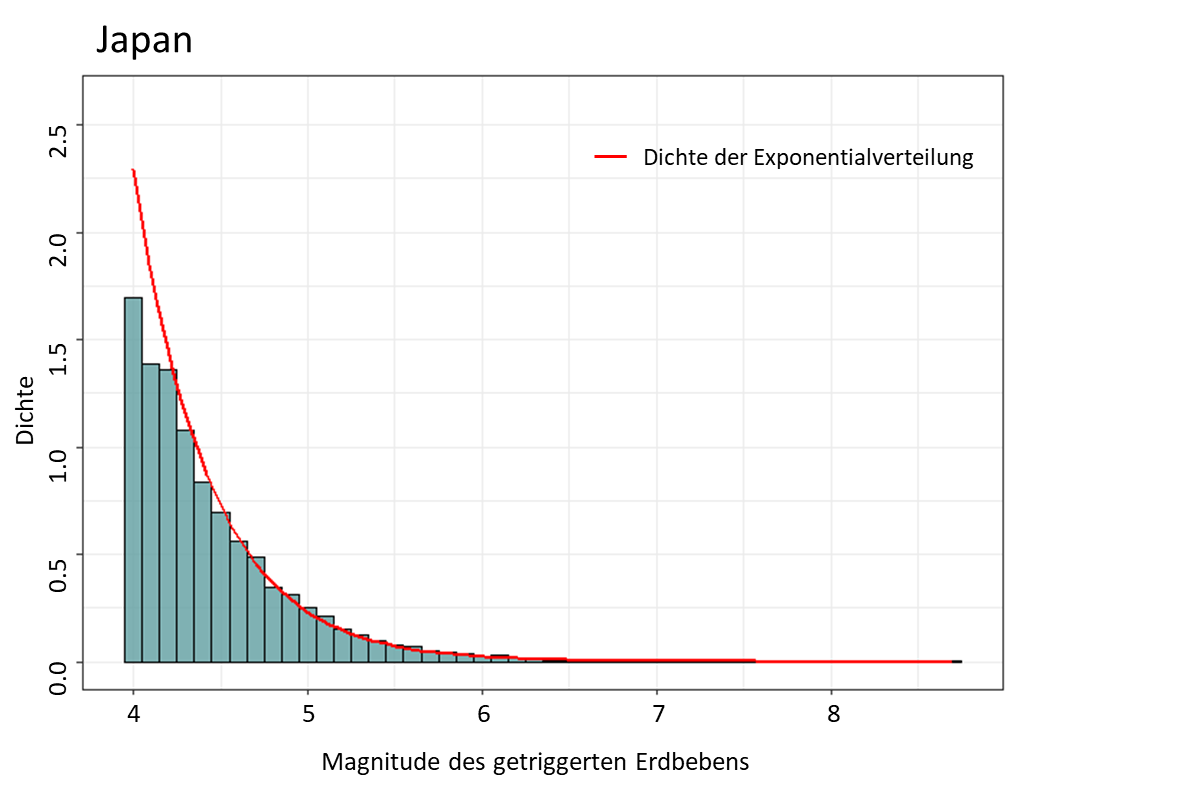 Japan
2.5
2.0
1.5
1.0
0.5
0.0
Dichte
Dichte der Exponentialverteilung
4 5 6 7 8
Magnitude des getriggerten Erdbebens